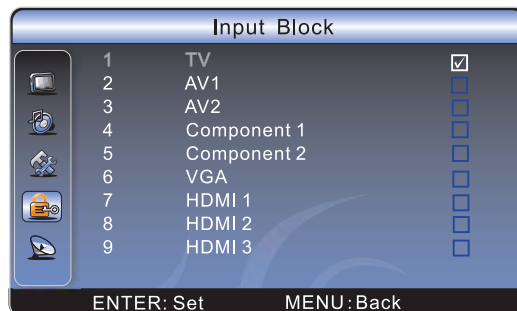 Input Block
1 TV
2 AV1
3 AV2
4 Component 1
5 Component 2
6 VGA
7 HDMI 1
8 HDMI 2
9 HDMI 3
ENTER: Set MENU:Back